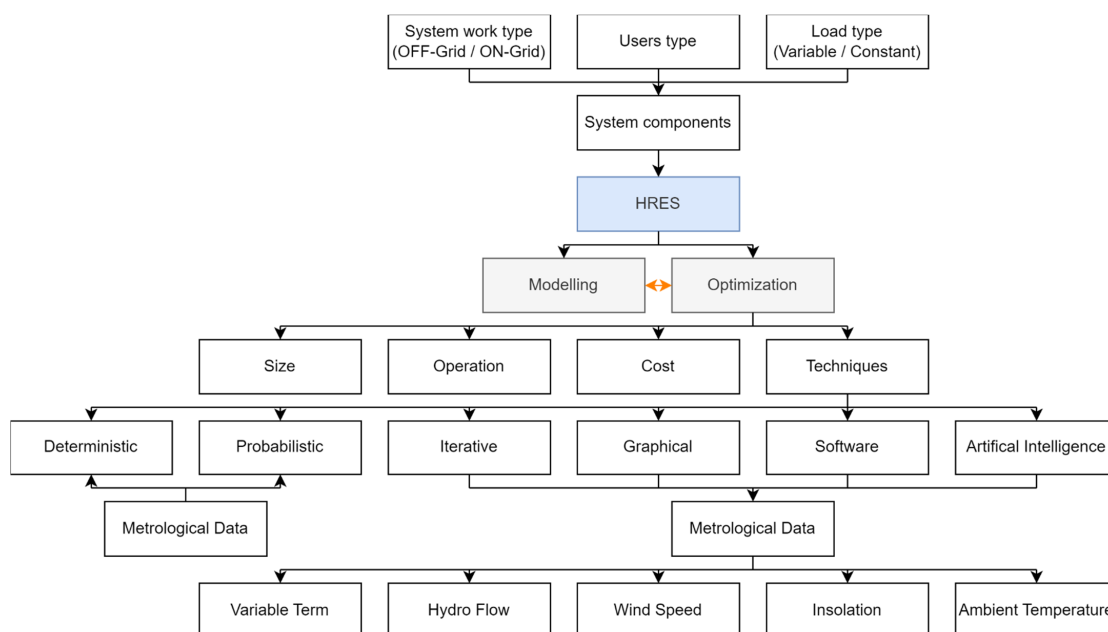 System work type
(OFF-Grid / ON-Grid)
Users type
Load type
(Variable / Constant)
System components
HRES
Modelling
Optimization
Size
Operation
Cost
Techniques
Deterministic
Probabilistic
Iterative
Graphical
Software
Artifical Intelligence
Metrological Data
Metrological Data
Variable Term
Hydro Flow
Wind Speed
Insolation
Ambient Temperature